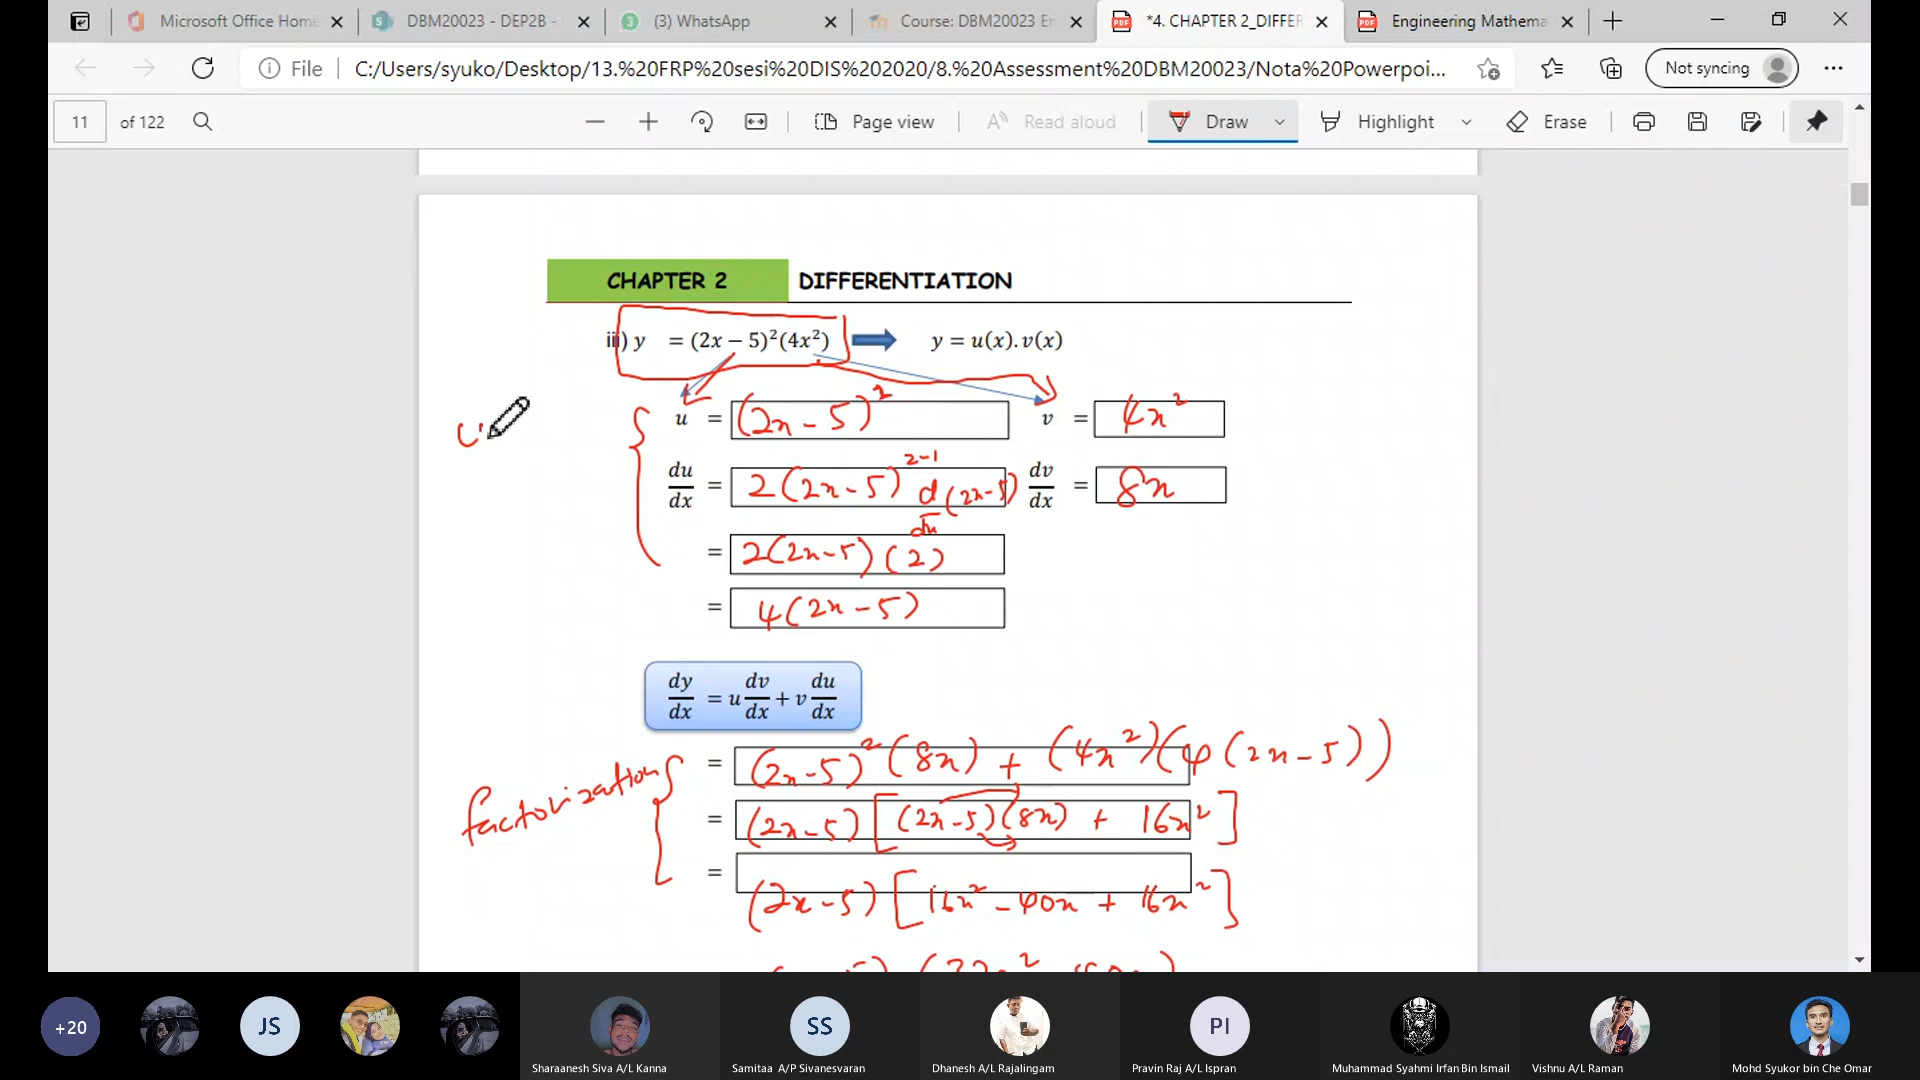 Microsoft Office Home
DBM20023 - DEP2B -
(3) WhatsApp
Course: DBM20023 En
*4. CHAPTER 2_DIFFER
Engineering Mathema
File
C:/Users/syuko/Desktop/13.%20FRP%20sesi%20DIS%202020/8.%20Assessment%20DBM20023/Nota%20Powerpoi...
Not syncing
11 of 122
Page view
Read aloud
Draw
Highlight
Erase
CHAPTER 2 DIFFERENTIATION
iii) y = (2x − 5)²(4x²) y = u(x). v(x)
u = (2x-5)² v = 4x²
du/dx = 2(2x-5)²⁻¹ d/dx (2x-5) dv/dx = 8x
= 2(2x-5)(2)
= 4(2x-5)
dy/dx = u dv/dx + v du/dx
= (2x-5)²(8x) + (4x²)(4(2x-5))
factorization
= (2x-5)[(2x-5)(8x) + 16x²]
= (2x-5)[16x² - 40x + 16x²]
+20
JS
SS
PI
Sharaanesh Siva A/L Kanna
Samitaa A/P Sivanesvaran
Dhanesh A/L Rajalingam
Pravin Raj A/L Ispran
Muhammad Syahmi Irfan Bin Ismail
Vishnu A/L Raman
Mohd Syukor bin Che Omar